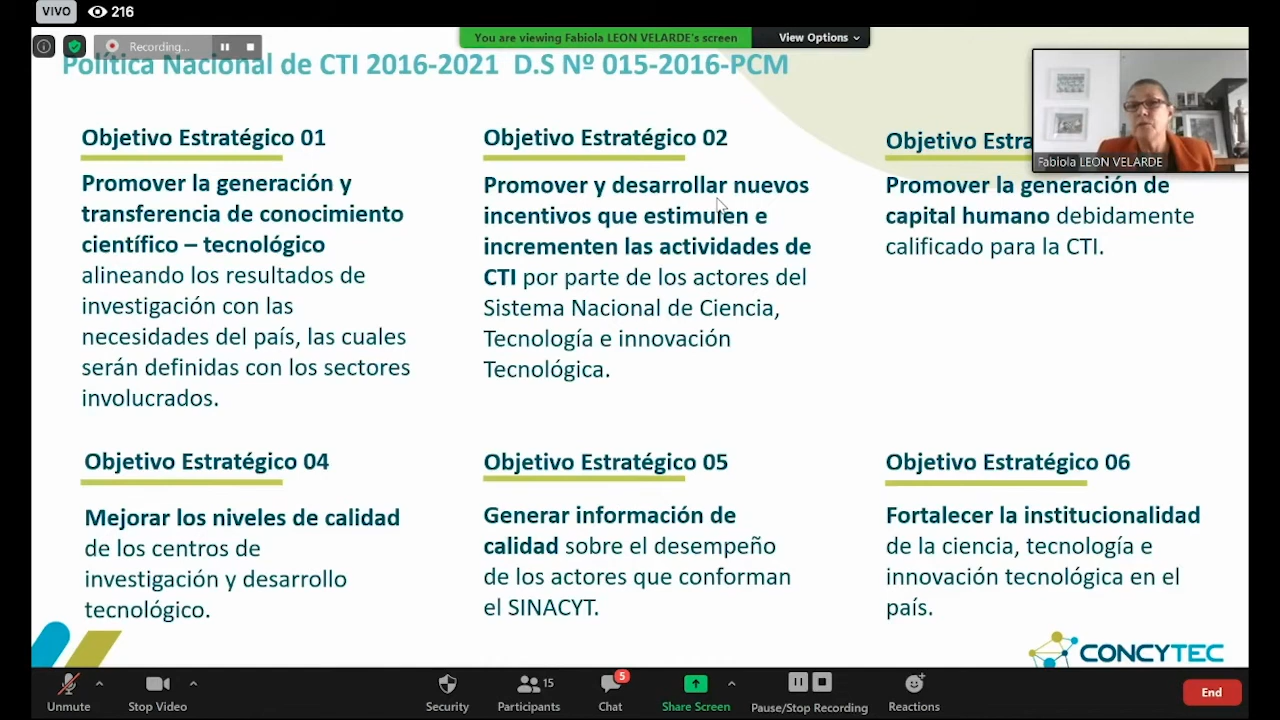 VIVO 216
Recording...
You are viewing Fabiola LEON VELARDE's screen
View Options
Política Nacional de CTI 2016-2021 D.S Nº 015-2016-PCM
Fabiola LEON VELARDE
Objetivo Estratégico 01
Promover la generación y
transferencia de conocimiento
científico – tecnológico
alineando los resultados de
investigación con las
necesidades del país, las cuales
serán definidas con los sectores
involucrados.
Objetivo Estratégico 02
Promover y desarrollar nuevos
incentivos que estimulen e
incrementen las actividades de
CTI por parte de los actores del
Sistema Nacional de Ciencia,
Tecnología e innovación
Tecnológica.
Objetivo Estra
Promover la generación de
capital humano debidamente
calificado para la CTI.
Objetivo Estratégico 04
Mejorar los niveles de calidad
de los centros de
investigación y desarrollo
tecnológico.
Objetivo Estratégico 05
Generar información de
calidad sobre el desempeño
de los actores que conforman
el SINACYT.
Objetivo Estratégico 06
Fortalecer la institucionalidad
de la ciencia, tecnología e
innovación tecnológica en el
país.
CONCYTEC
Unmute
Stop Video
Security
15
Participants
5
Chat
Share Screen
Pause/Stop Recording
Reactions
End